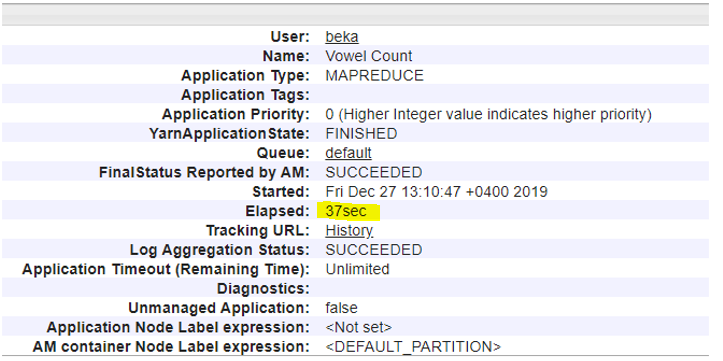 User: beka
Name: Vowel Count
Application Type: MAPREDUCE
Application Tags:
Application Priority: 0 (Higher Integer value indicates higher priority)
YarnApplicationState: FINISHED
Queue: default
FinalStatus Reported by AM: SUCCEEDED
Started: Fri Dec 27 13:10:47 +0400 2019
Elapsed: 37sec
Tracking URL: History
Log Aggregation Status: SUCCEEDED
Application Timeout (Remaining Time): Unlimited
Diagnostics:
Unmanaged Application: false
Application Node Label expression: <Not set>
AM container Node Label expression: <DEFAULT_PARTITION>